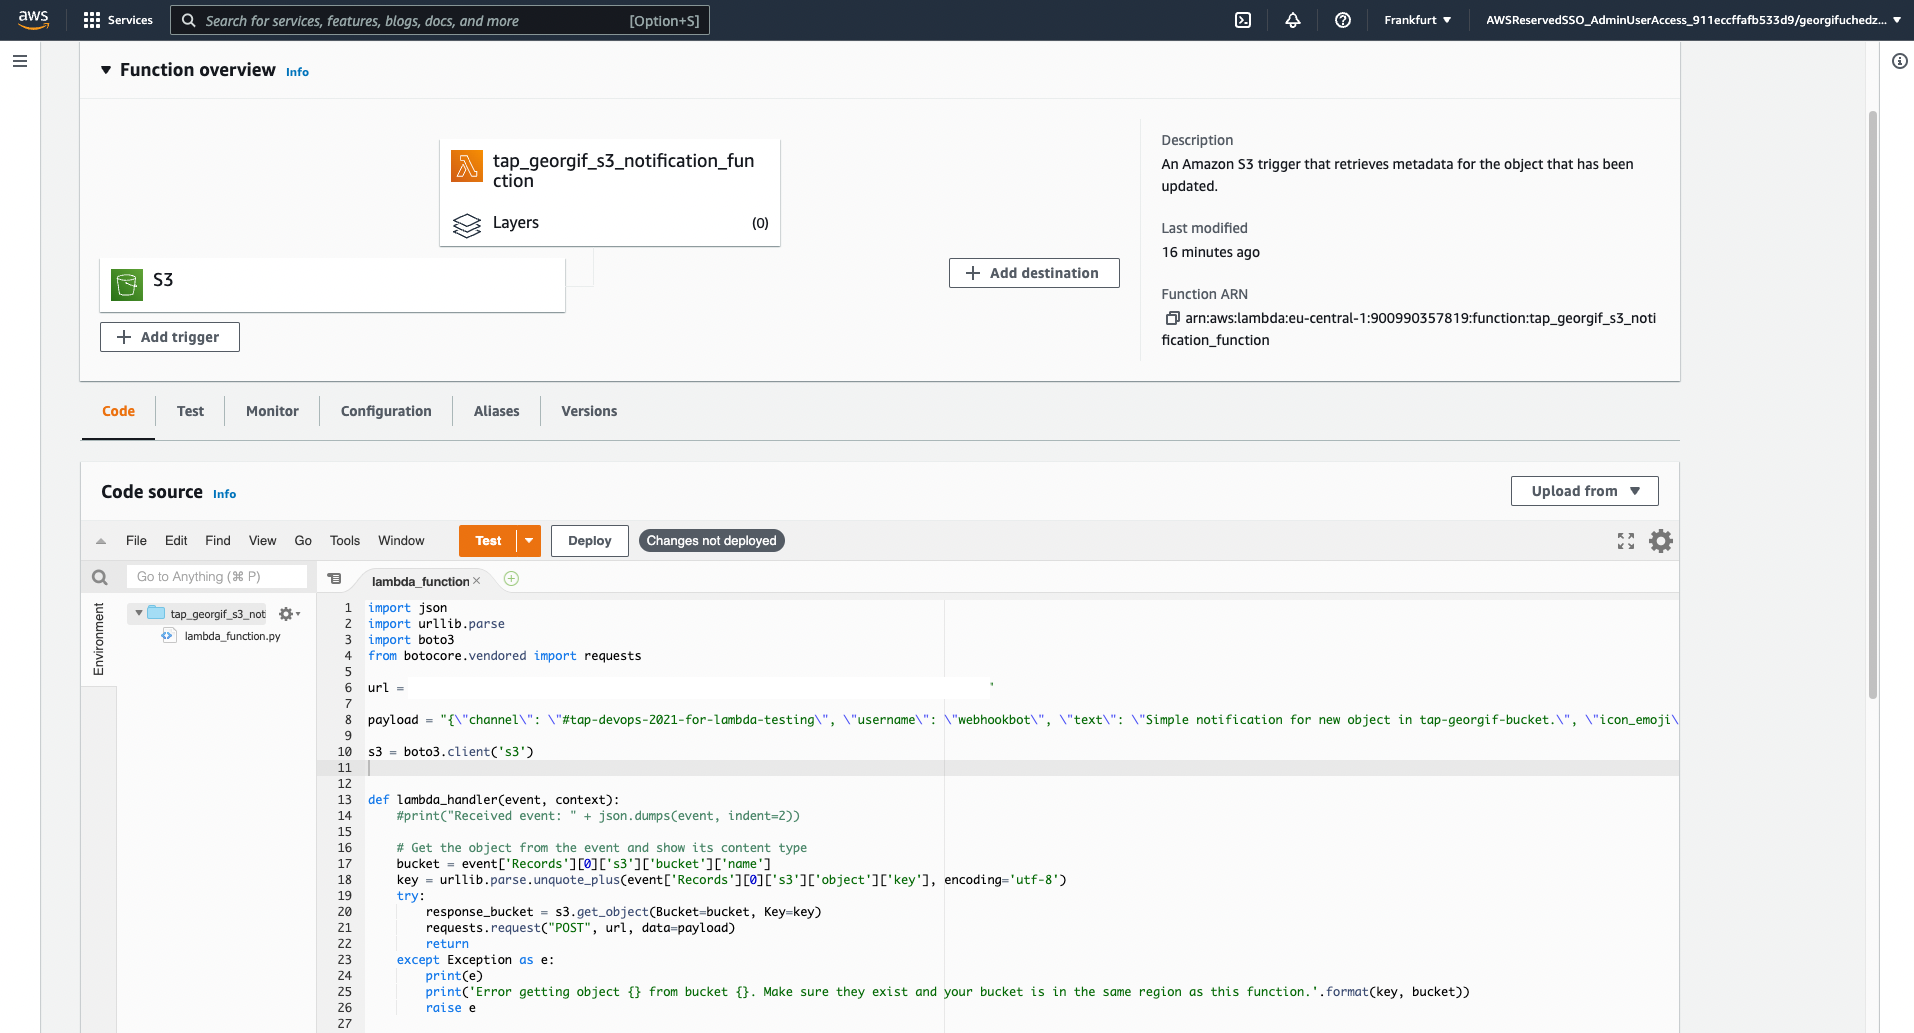 aws
Services
Search for services, features, blogs, docs, and more
[Option+S]
Frankfurt ▼
AWSReservedSSO_AdminUserAccess_911eccffafb533d9/georgifuchedz... ▼
▼ Function overview Info
tap_georgif_s3_notification_fun
ction
Layers
(0)
S3
+ Add trigger
+ Add destination
Description
An Amazon S3 trigger that retrieves metadata for the object that has been
updated.
Last modified
16 minutes ago
Function ARN
arn:aws:lambda:eu-central-1:900990357819:function:tap_georgif_s3_noti
fication_function
Code
Test
Monitor
Configuration
Aliases
Versions
Code source Info
Upload from ▼
File Edit Find View Go Tools Window
Test
Deploy
Changes not deployed
Go to Anything (⌘ P)
Environment
tap_georgif_s3_not
lambda_function.py
lambda_function ×
1 import json
2 import urllib.parse
3 import boto3
4 from botocore.vendored import requests
5
6 url = '
7
8 payload = "{\"channel\": \"#tap-devops-2021-for-lambda-testing\", \"username\": \"webhookbot\", \"text\": \"Simple notification for new object in tap-georgif-bucket.\", \"icon_emoji\
9
10 s3 = boto3.client('s3')
11
12
13 def lambda_handler(event, context):
14 #print("Received event: " + json.dumps(event, indent=2))
15
16 # Get the object from the event and show its content type
17 bucket = event['Records'][0]['s3']['bucket']['name']
18 key = urllib.parse.unquote_plus(event['Records'][0]['s3']['object']['key'], encoding='utf-8')
19 try:
20 response_bucket = s3.get_object(Bucket=bucket, Key=key)
21 requests.request("POST", url, data=payload)
22 return
23 except Exception as e:
24 print(e)
25 print('Error getting object {} from bucket {}. Make sure they exist and your bucket is in the same region as this function.'.format(key, bucket))
26 raise e
27